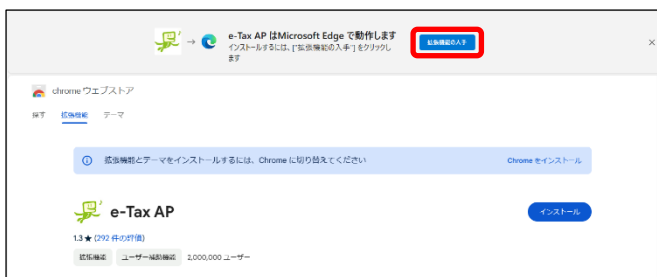 e-Tax AP はMicrosoft Edge で動作します
インストールするには、["拡張機能の入手"] をクリックし
ます
拡張機能の入手
chrome ウェブストア
探す 拡張機能 テーマ
拡張機能とテーマをインストールするには、Chrome に切り替えてください
Chrome をインストール
e-Tax AP
インストール
1.3 ★ (292 件の評価)
拡張機能 ユーザー補助機能 2,000,000 ユーザー